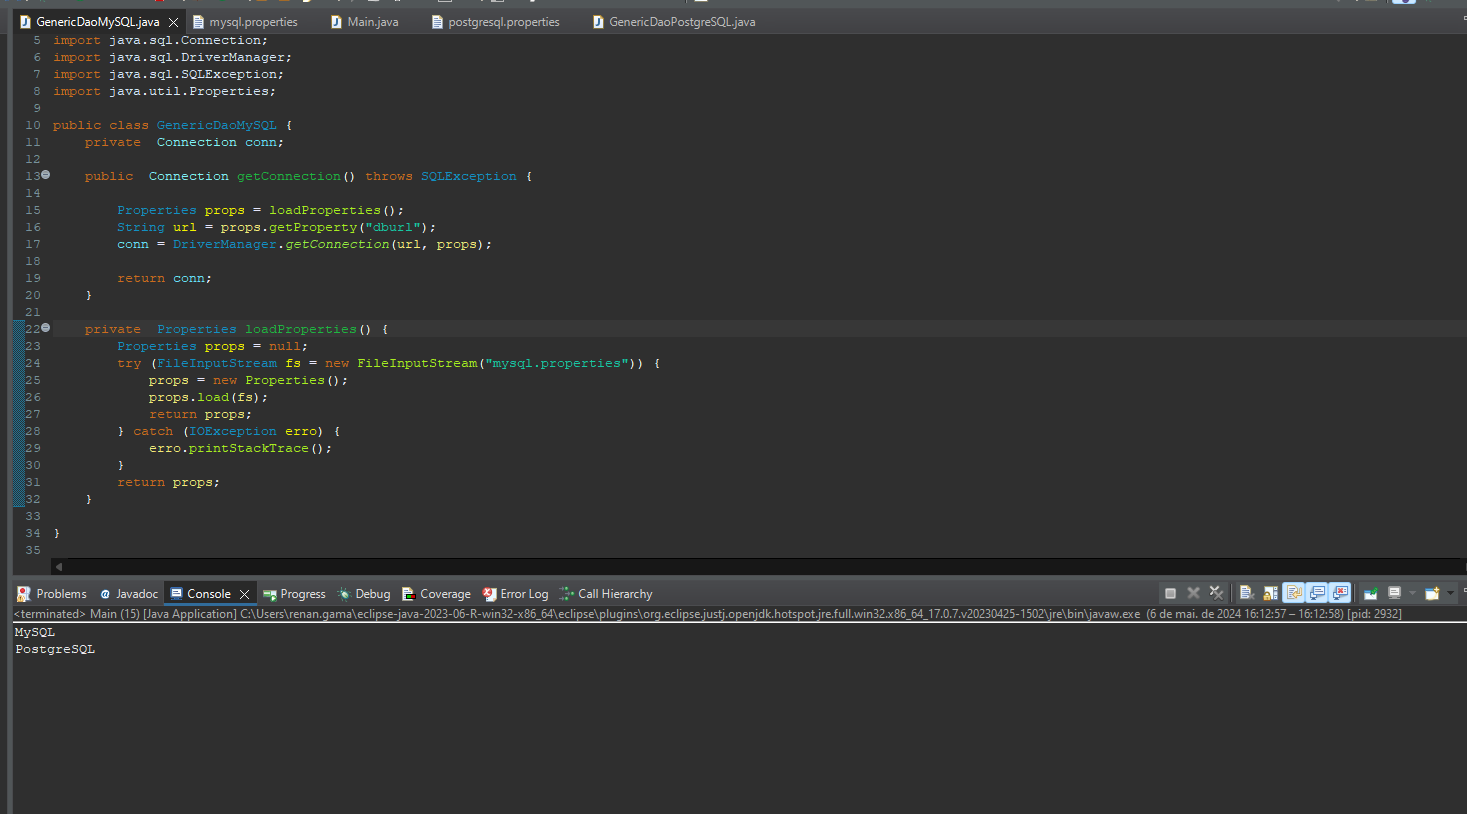 GenericDaoMySQL.java mysql.properties Main.java postgresql.properties GenericDaoPostgreSQL.java
5 import java.sql.Connection;
6 import java.sql.DriverManager;
7 import java.sql.SQLException;
8 import java.util.Properties;
9
10 public class GenericDaoMySQL {
11     private  Connection conn;
12
13     public  Connection getConnection() throws SQLException {
14
15         Properties props = loadProperties();
16         String url = props.getProperty("dburl");
17         conn = DriverManager.getConnection(url, props);
18
19         return conn;
20     }
21
22     private  Properties loadProperties() {
23         Properties props = null;
24         try (FileInputStream fs = new FileInputStream("mysql.properties")) {
25             props = new Properties();
26             props.load(fs);
27             return props;
28         } catch (IOException erro) {
29             erro.printStackTrace();
30         }
31         return props;
32     }
33
34 }
35
Problems Javadoc Console Progress Debug Coverage Error Log Call Hierarchy
<terminated> Main (15) [Java Application] C:\Users\renan.gama\eclipse-java-2023-06-R-win32-x86_64\eclipse\plugins\org.eclipse.justj.openjdk.hotspot.jre.full.win32.x86_64_17.0.7.v20230425-1502\jre\bin\javaw.exe  (6 de mai. de 2024 16:12:57 – 16:12:58) [pid: 2932]
MySQL
PostgreSQL